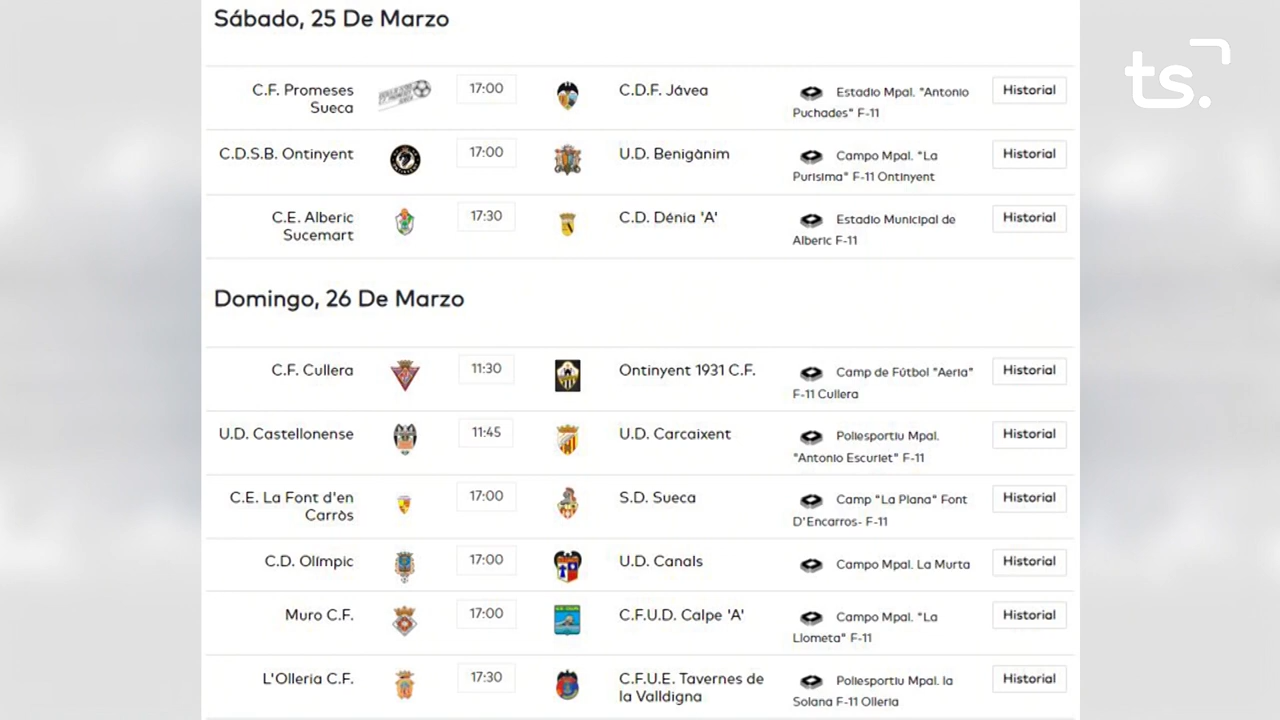 Sábado, 25 De Marzo
ts.
C.F. Promeses
Sueca
17:00
C.D.F. Jávea
Estadio Mpal. "Antonio
Puchades" F-11
Historial
C.D.S.B. Ontinyent
17:00
U.D. Benigànim
Campo Mpal. "La
Purisima" F-11 Ontinyent
Historial
C.E. Alberic
Sucemart
17:30
C.D. Dénia 'A'
Estadio Municipal de
Alberic F-11
Historial
Domingo, 26 De Marzo
C.F. Cullera
11:30
Ontinyent 1931 C.F.
Camp de Fútbol "Aeria"
F-11 Cullera
Historial
U.D. Castellonense
11:45
U.D. Carcaixent
Poliesportiu Mpal.
"Antonio Escuriet" F-11
Historial
C.E. La Font d'en
Carròs
17:00
S.D. Sueca
Camp "La Plana" Font
D'Encarros- F-11
Historial
C.D. Olímpic
17:00
U.D. Canals
Campo Mpal. La Murta
Historial
Muro C.F.
17:00
C.F.U.D. Calpe 'A'
Campo Mpal. "La
Llometa" F-11
Historial
L'Olleria C.F.
17:30
C.F.U.E. Tavernes de
la Valldigna
Poliesportiu Mpal. la
Solana F-11 Olleria
Historial